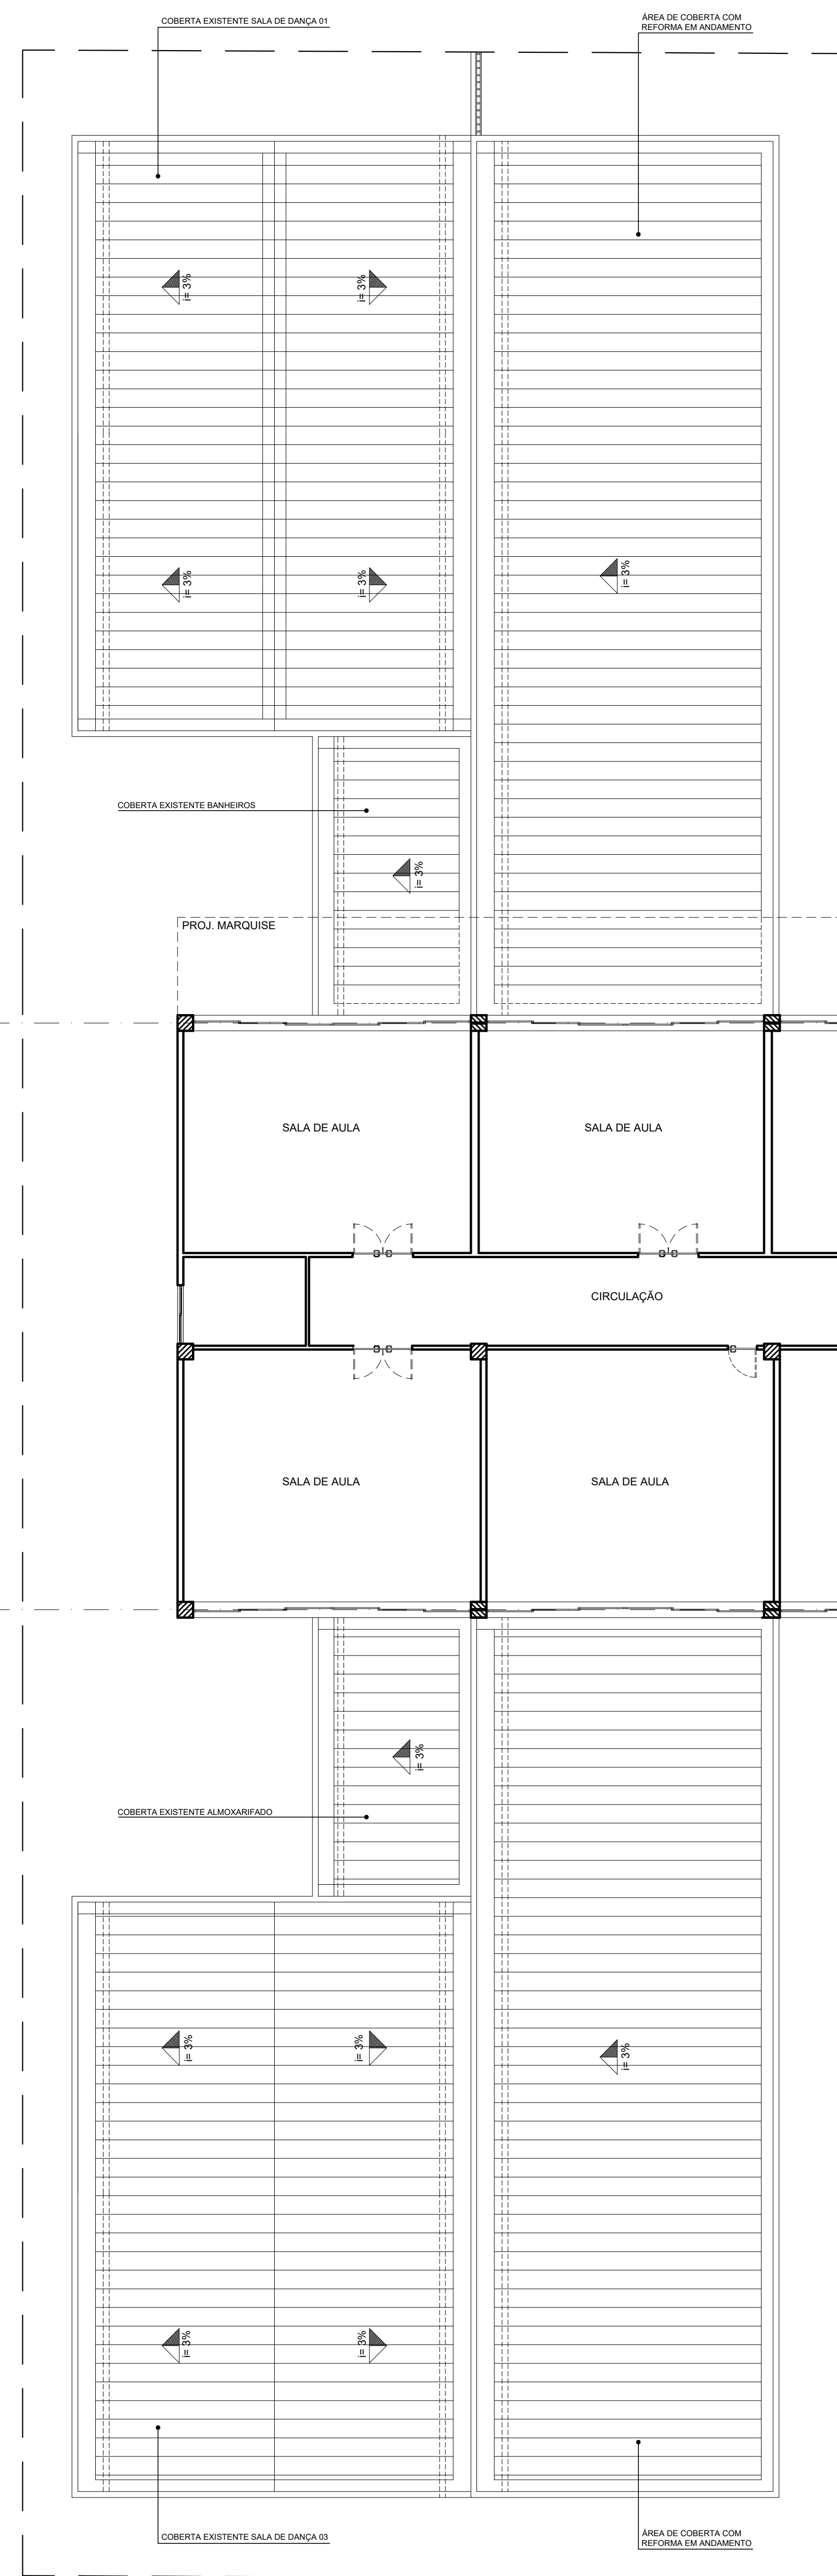 COBERTA EXISTENTE SALA DE DANÇA 01
ÁREA DE COBERTA COM
REFORMA EM ANDAMENTO
i= 3%
i= 3%
i= 3%
i= 3%
i= 3%
COBERTA EXISTENTE BANHEIROS
i= 3%
PROJ. MARQUISE
SALA DE AULA
SALA DE AULA
CIRCULAÇÃO
SALA DE AULA
SALA DE AULA
i= 3%
COBERTA EXISTENTE ALMOXARIFADO
i= 3%
i= 3%
i= 3%
i= 3%
i= 3%
COBERTA EXISTENTE SALA DE DANÇA 03
ÁREA DE COBERTA COM
REFORMA EM ANDAMENTO